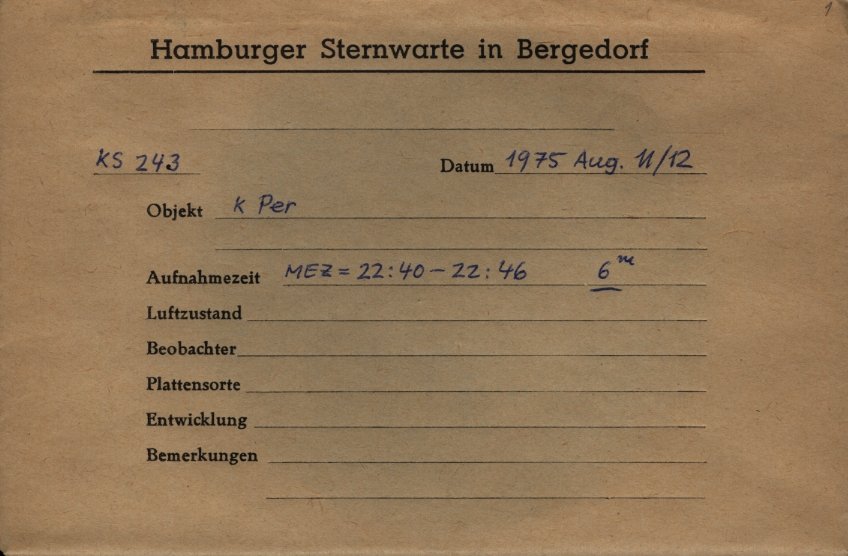 1
Hamburger Sternwarte in Bergedorf
KS 243 Datum 1975 Aug. 11/12
Objekt κ Per
Aufnahmezeit MEZ = 22:40 – 22:46 6ᵐ
Luftzustand
Beobachter
Plattensorte
Entwicklung
Bemerkungen